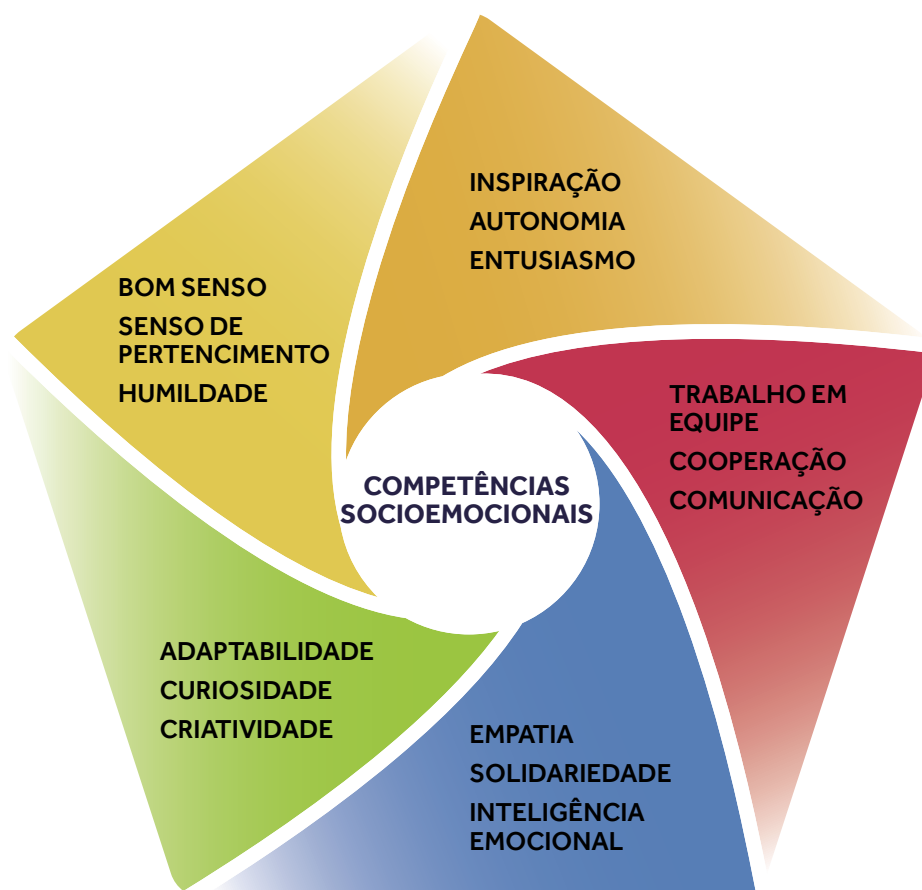 INSPIRAÇÃO
AUTONOMIA
ENTUSIASMO
BOM SENSO
SENSO DE
PERTENCIMENTO
HUMILDADE
TRABALHO EM
EQUIPE
COOPERAÇÃO
COMUNICAÇÃO
COMPETÊNCIAS
SOCIOEMOCIONAIS
ADAPTABILIDADE
CURIOSIDADE
CRIATIVIDADE
EMPATIA
SOLIDARIEDADE
INTELIGÊNCIA
EMOCIONAL